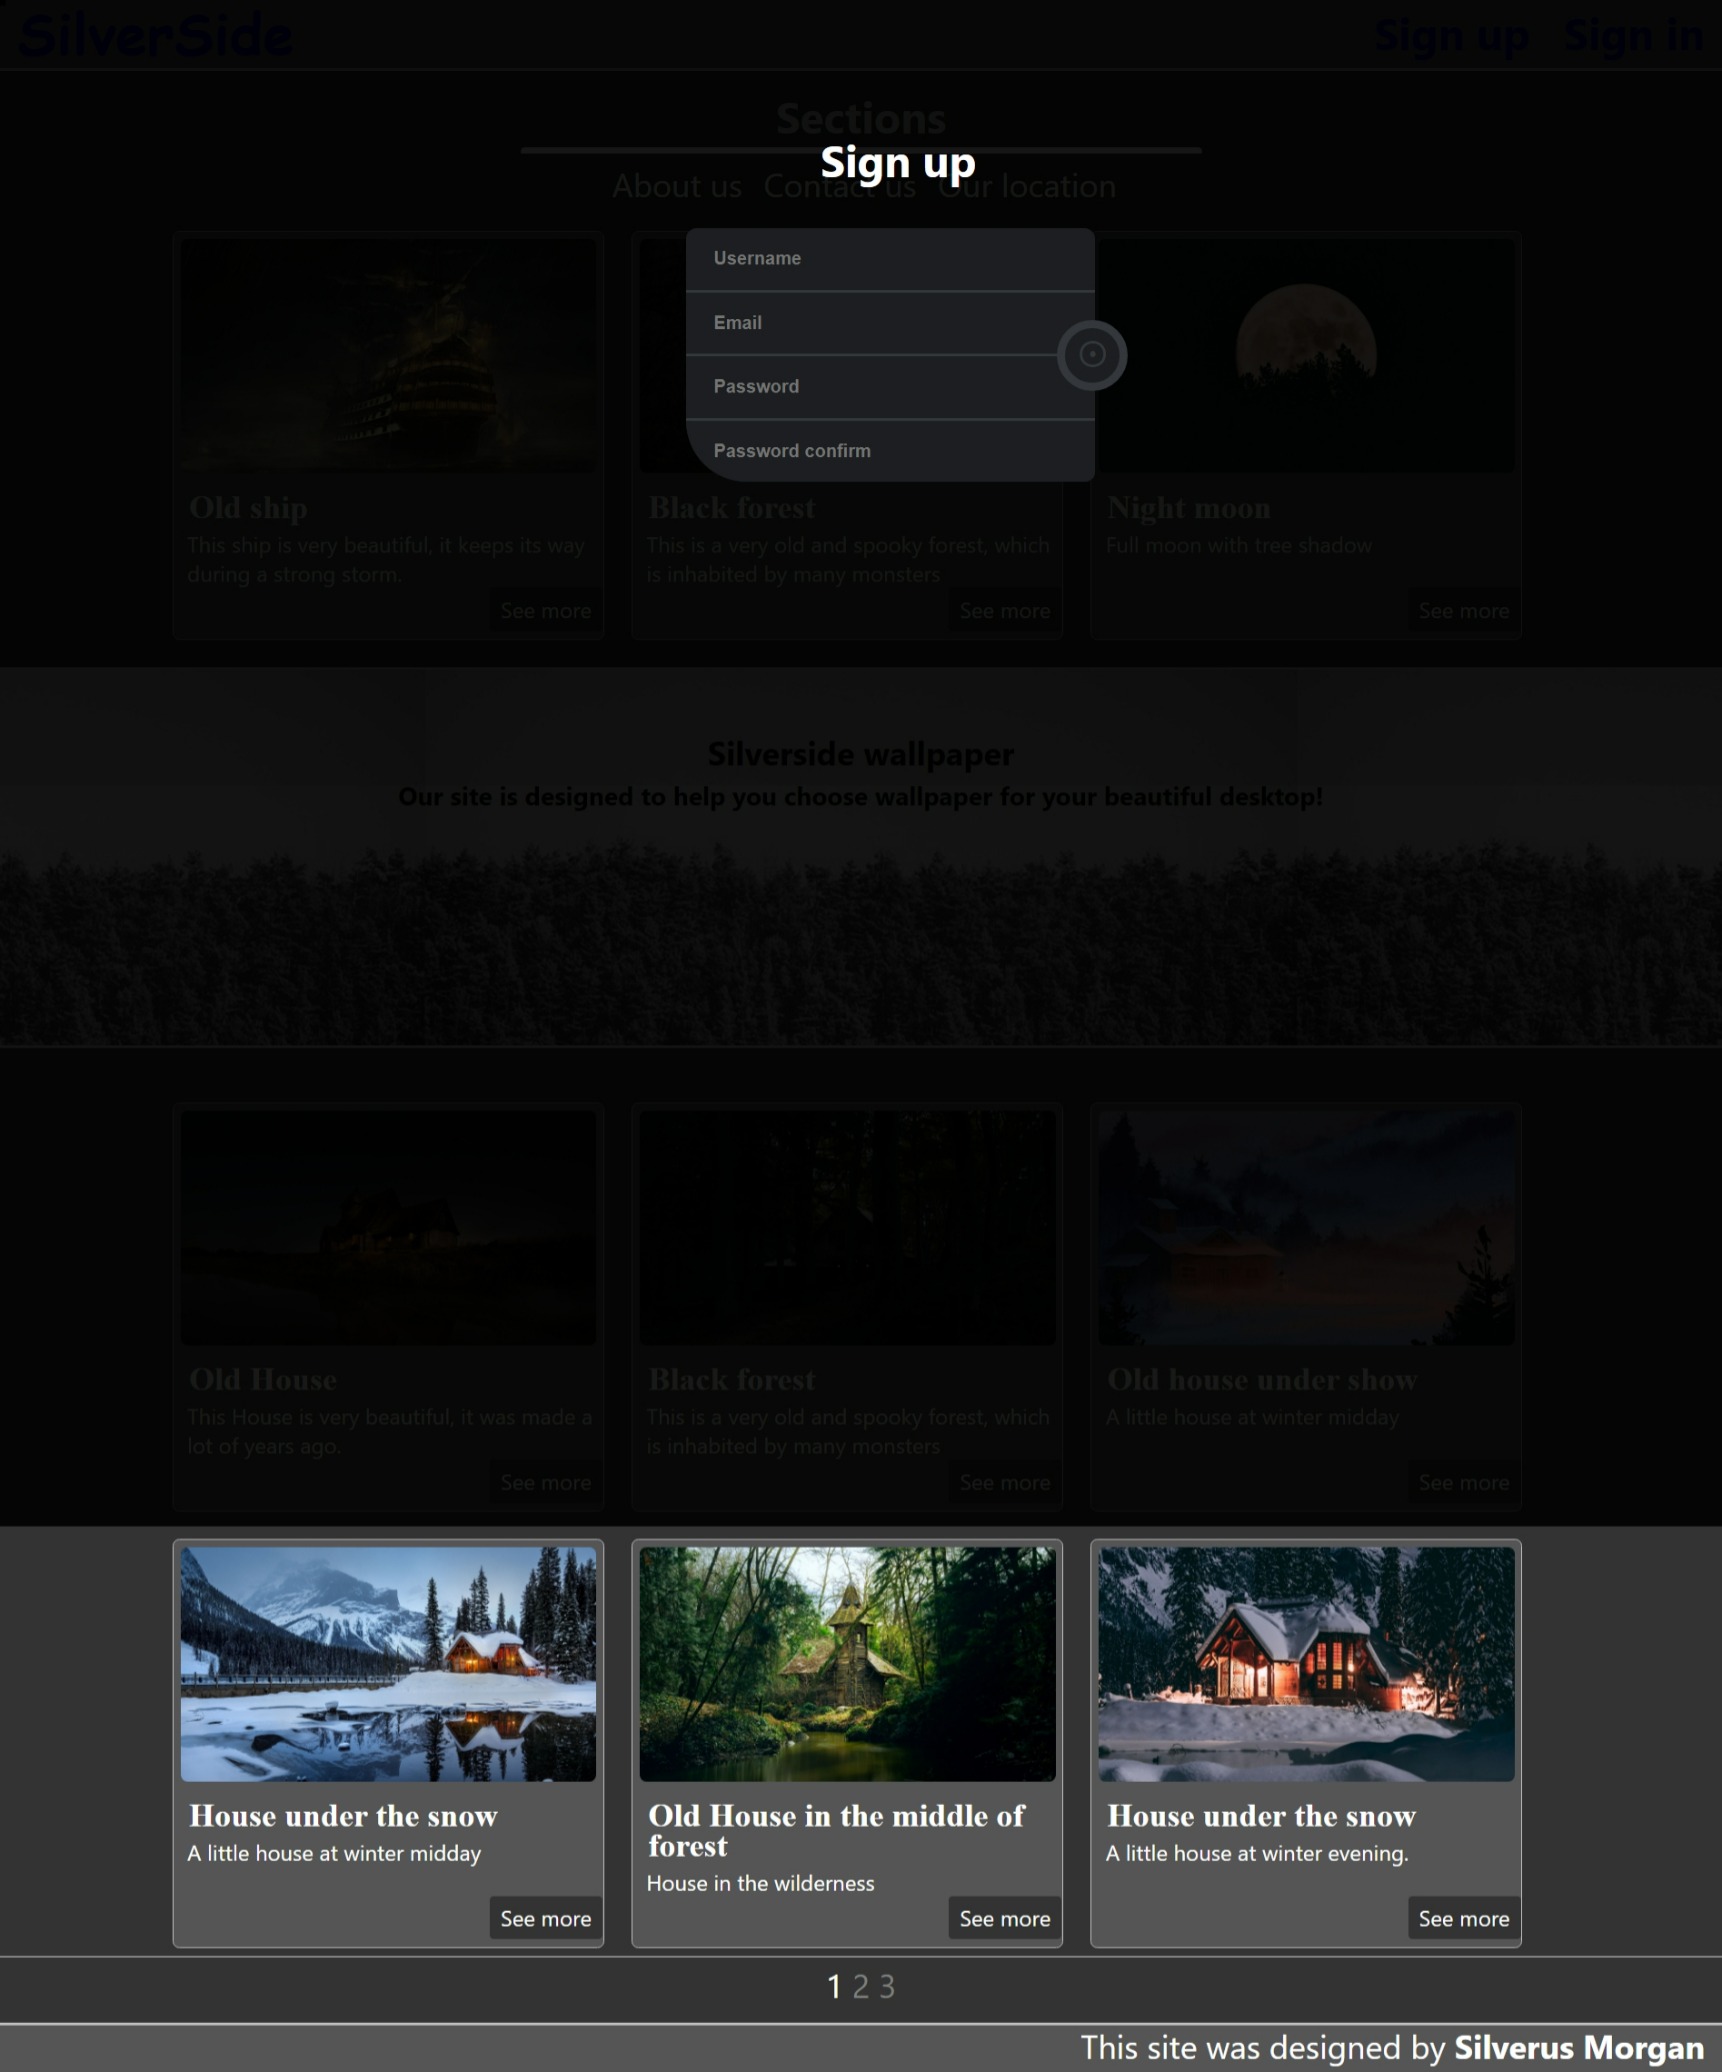 SilverSide
Sign up Sign in
Sections
Sign up
About us Contact us Our location
Username
Email
Password
Password confirm
Old ship
This ship is very beautiful, it keeps its way
during a strong storm.
See more
Black forest
This is a very old and spooky forest, which
is inhabited by many monsters
See more
Night moon
Full moon with tree shadow
See more
Silverside wallpaper
Our site is designed to help you choose wallpaper for your beautiful desktop!
Old House
This House is very beautiful, it was made a
lot of years ago.
See more
Black forest
This is a very old and spooky forest, which
is inhabited by many monsters
See more
Old house under show
A little house at winter midday
See more
House under the snow
A little house at winter midday
See more
Old House in the middle of
forest
House in the wilderness
See more
House under the snow
A little house at winter evening.
See more
1 2 3
This site was designed by Silverus Morgan